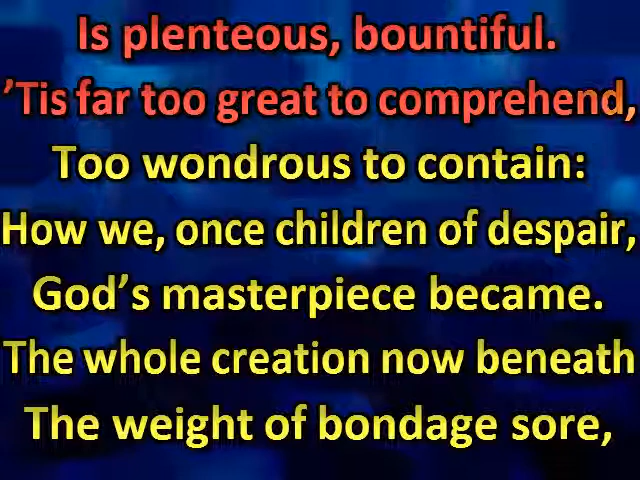 Is plenteous, bountiful.
’Tis far too great to comprehend,
Too wondrous to contain:
How we, once children of despair,
God’s masterpiece became.
The whole creation now beneath
The weight of bondage sore,